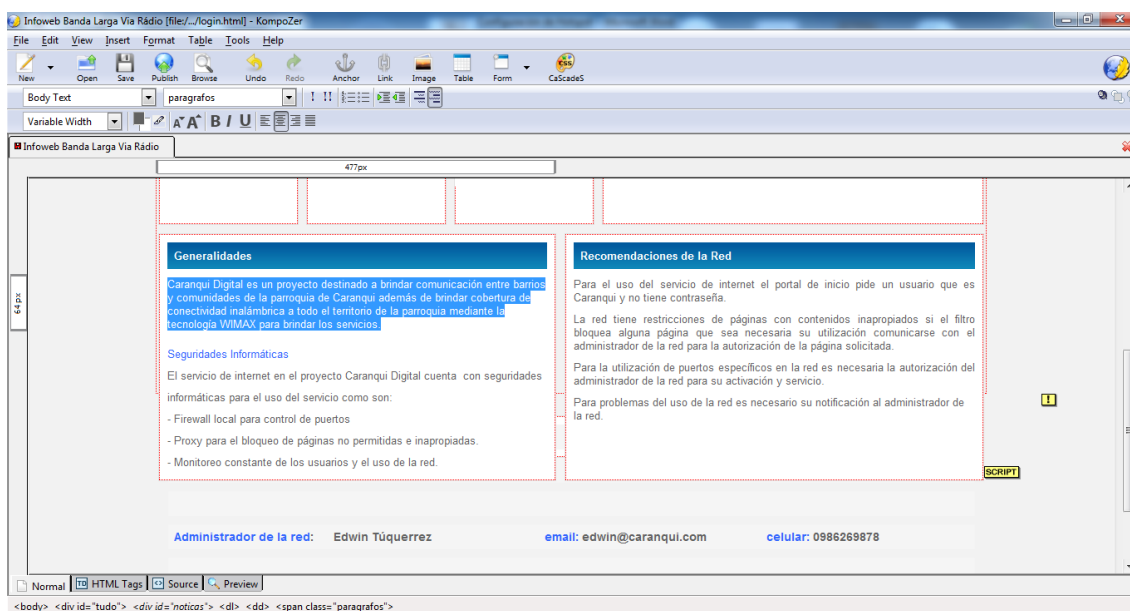 Infoweb Banda Larga Via Rádio [file:/.../login.html] - KompoZer
File Edit View Insert Format Table Tools Help
New Open Save Publish Browse Undo Redo Anchor Link Image Table Form CaScadeS
Body Text paragrafos
Variable Width
Infoweb Banda Larga Via Rádio
477px
64 px
Generalidades
Caranqui Digital es un proyecto destinado a brindar comunicación entre barrios
y comunidades de la parroquia de Caranqui además de brindar cobertura de
conectividad inalámbrica a todo el territorio de la parroquia mediante la
tecnología WIMAX para brindar los servicios.
Seguridades Informáticas
El servicio de internet en el proyecto Caranqui Digital cuenta con seguridades
informáticas para el uso del servicio como son:
- Firewall local para control de puertos
- Proxy para el bloqueo de páginas no permitidas e inapropiadas.
- Monitoreo constante de los usuarios y el uso de la red.
Recomendaciones de la Red
Para el uso del servicio de internet el portal de inicio pide un usuario que es
Caranqui y no tiene contraseña.
La red tiene restricciones de páginas con contenidos inapropiados si el filtro
bloquea alguna página que sea necesaria su utilización comunicarse con el
administrador de la red para la autorización de la página solicitada.
Para la utilización de puertos específicos en la red es necesaria la autorización del
administrador de la red para su activación y servicio.
Para problemas del uso de la red es necesario su notificación al administrador de
la red.
!
SCRIPT
Administrador de la red: Edwin Túquerrez email: edwin@caranqui.com celular: 0986269878
Normal HTML Tags Source Preview
<body> <div id="tudo"> <div id="noticas"> <dl> <dd> <span class="paragrafos">